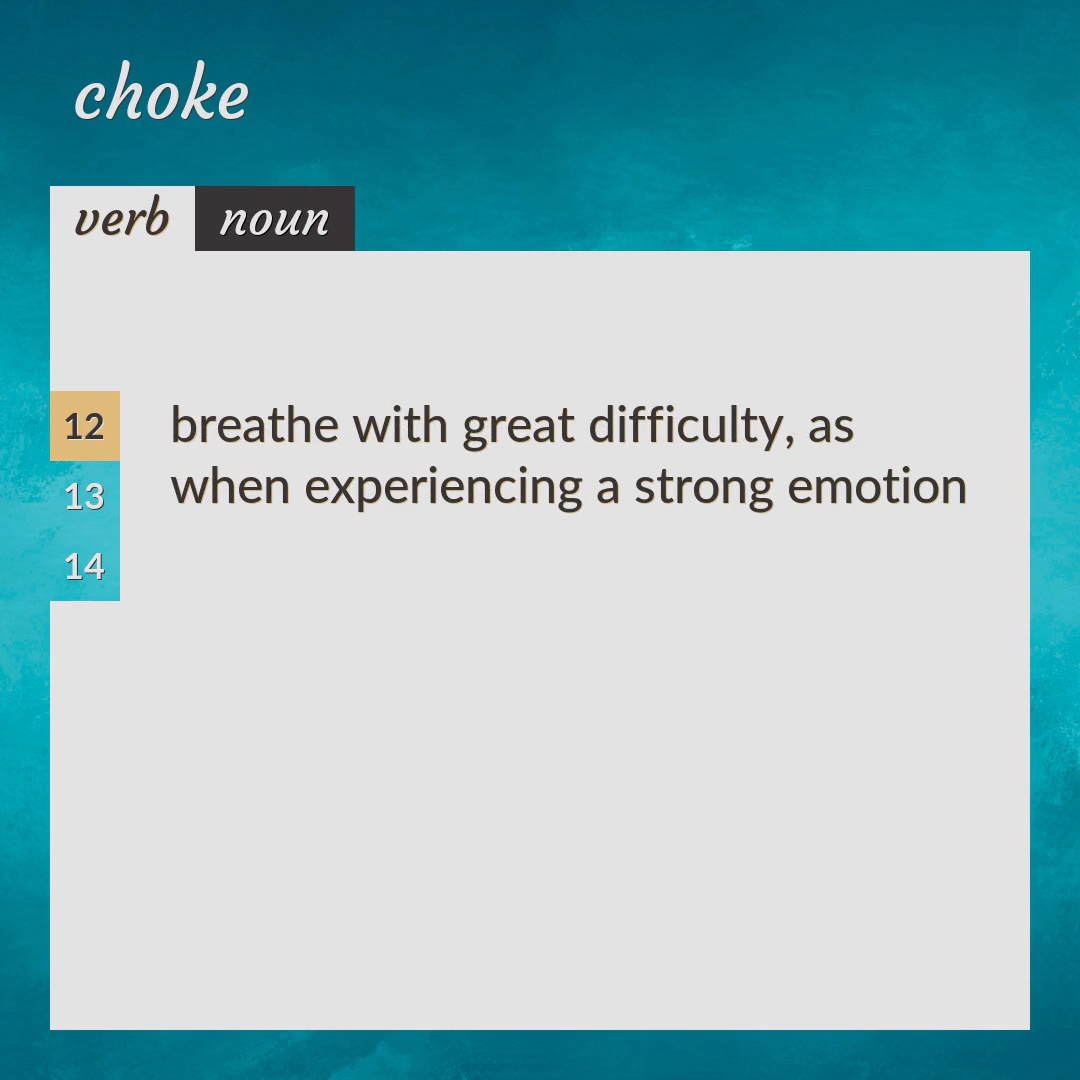 choke
verb noun
12
breathe with great difficulty, as
when experiencing a strong emotion
13
14